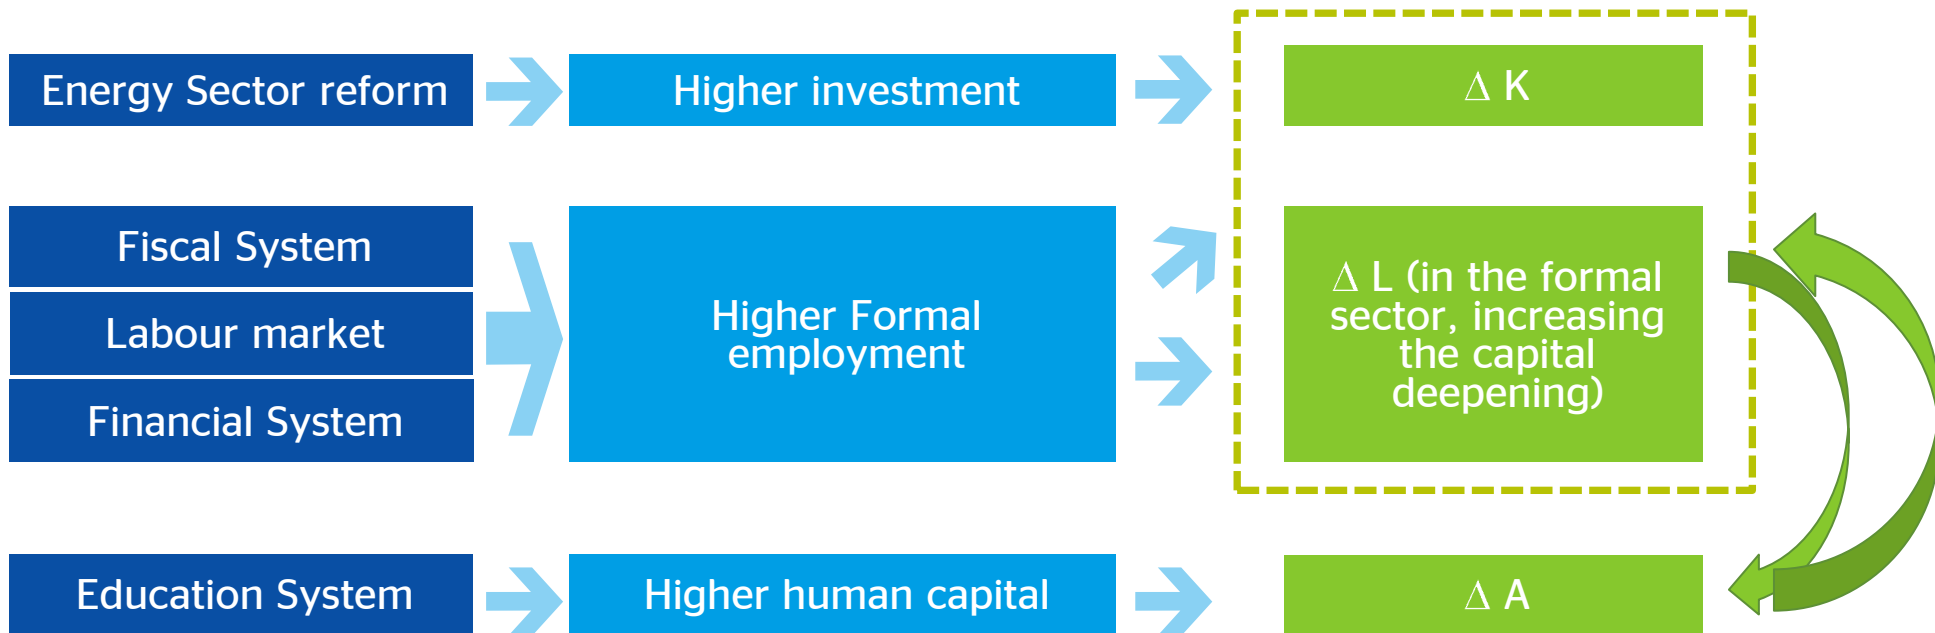 Energy Sector reform
Higher investment
Δ K
Fiscal System
Labour market
Financial System
Higher Formal
employment
Δ L (in the formal
sector, increasing
the capital
deepening)
Education System
Higher human capital
Δ A